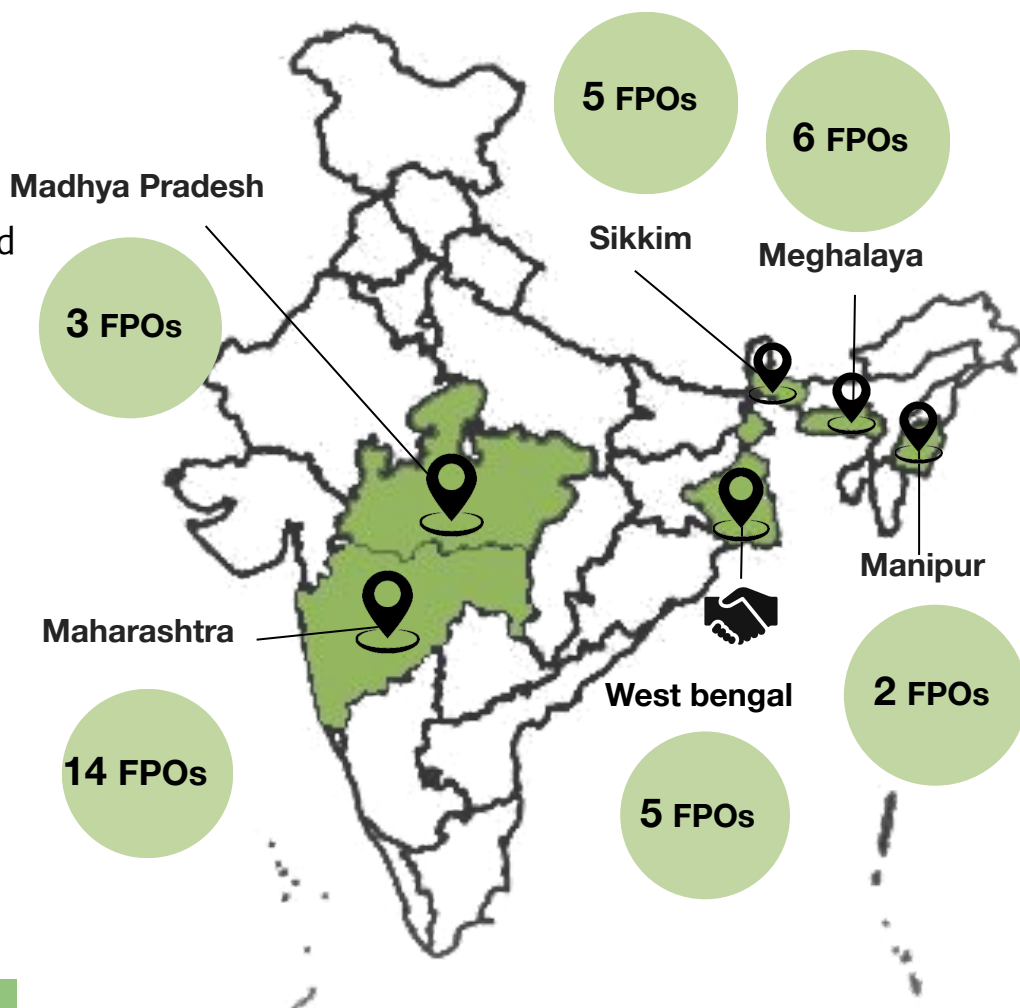 5 FPOs
6 FPOs
Madhya Pradesh
d
Sikkim
Meghalaya
3 FPOs
Manipur
Maharashtra
West bengal
2 FPOs
14 FPOs
5 FPOs